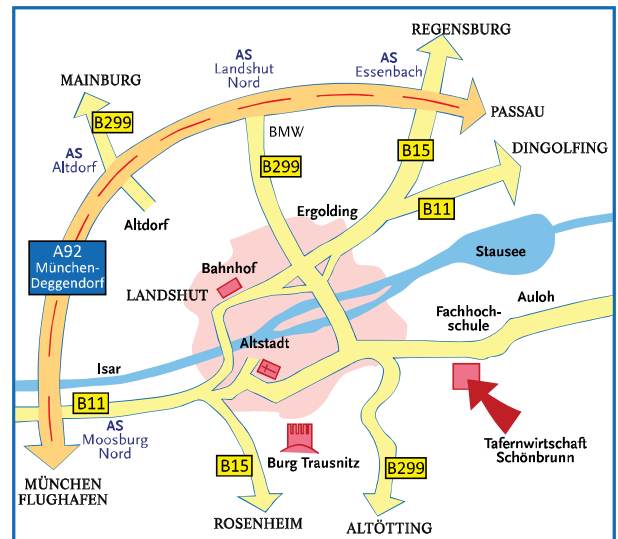 REGENSBURG
AS
Landshut
Nord
AS
Essenbach
MAINBURG
B299
PASSAU
BMW
AS
Altdorf
B299
B15
DINGOLFING
B11
Altdorf
Ergolding
A92
München-
Deggendorf
Bahnhof
LANDSHUT
Stausee
Auloh
Fachhoch-
schule
Altstadt
Isar
B11
AS
Moosburg
Nord
Tafernwirtschaft
Schönbrunn
B15
Burg Trausnitz
B299
MÜNCHEN
FLUGHAFEN
ROSENHEIM
ALTÖTTING